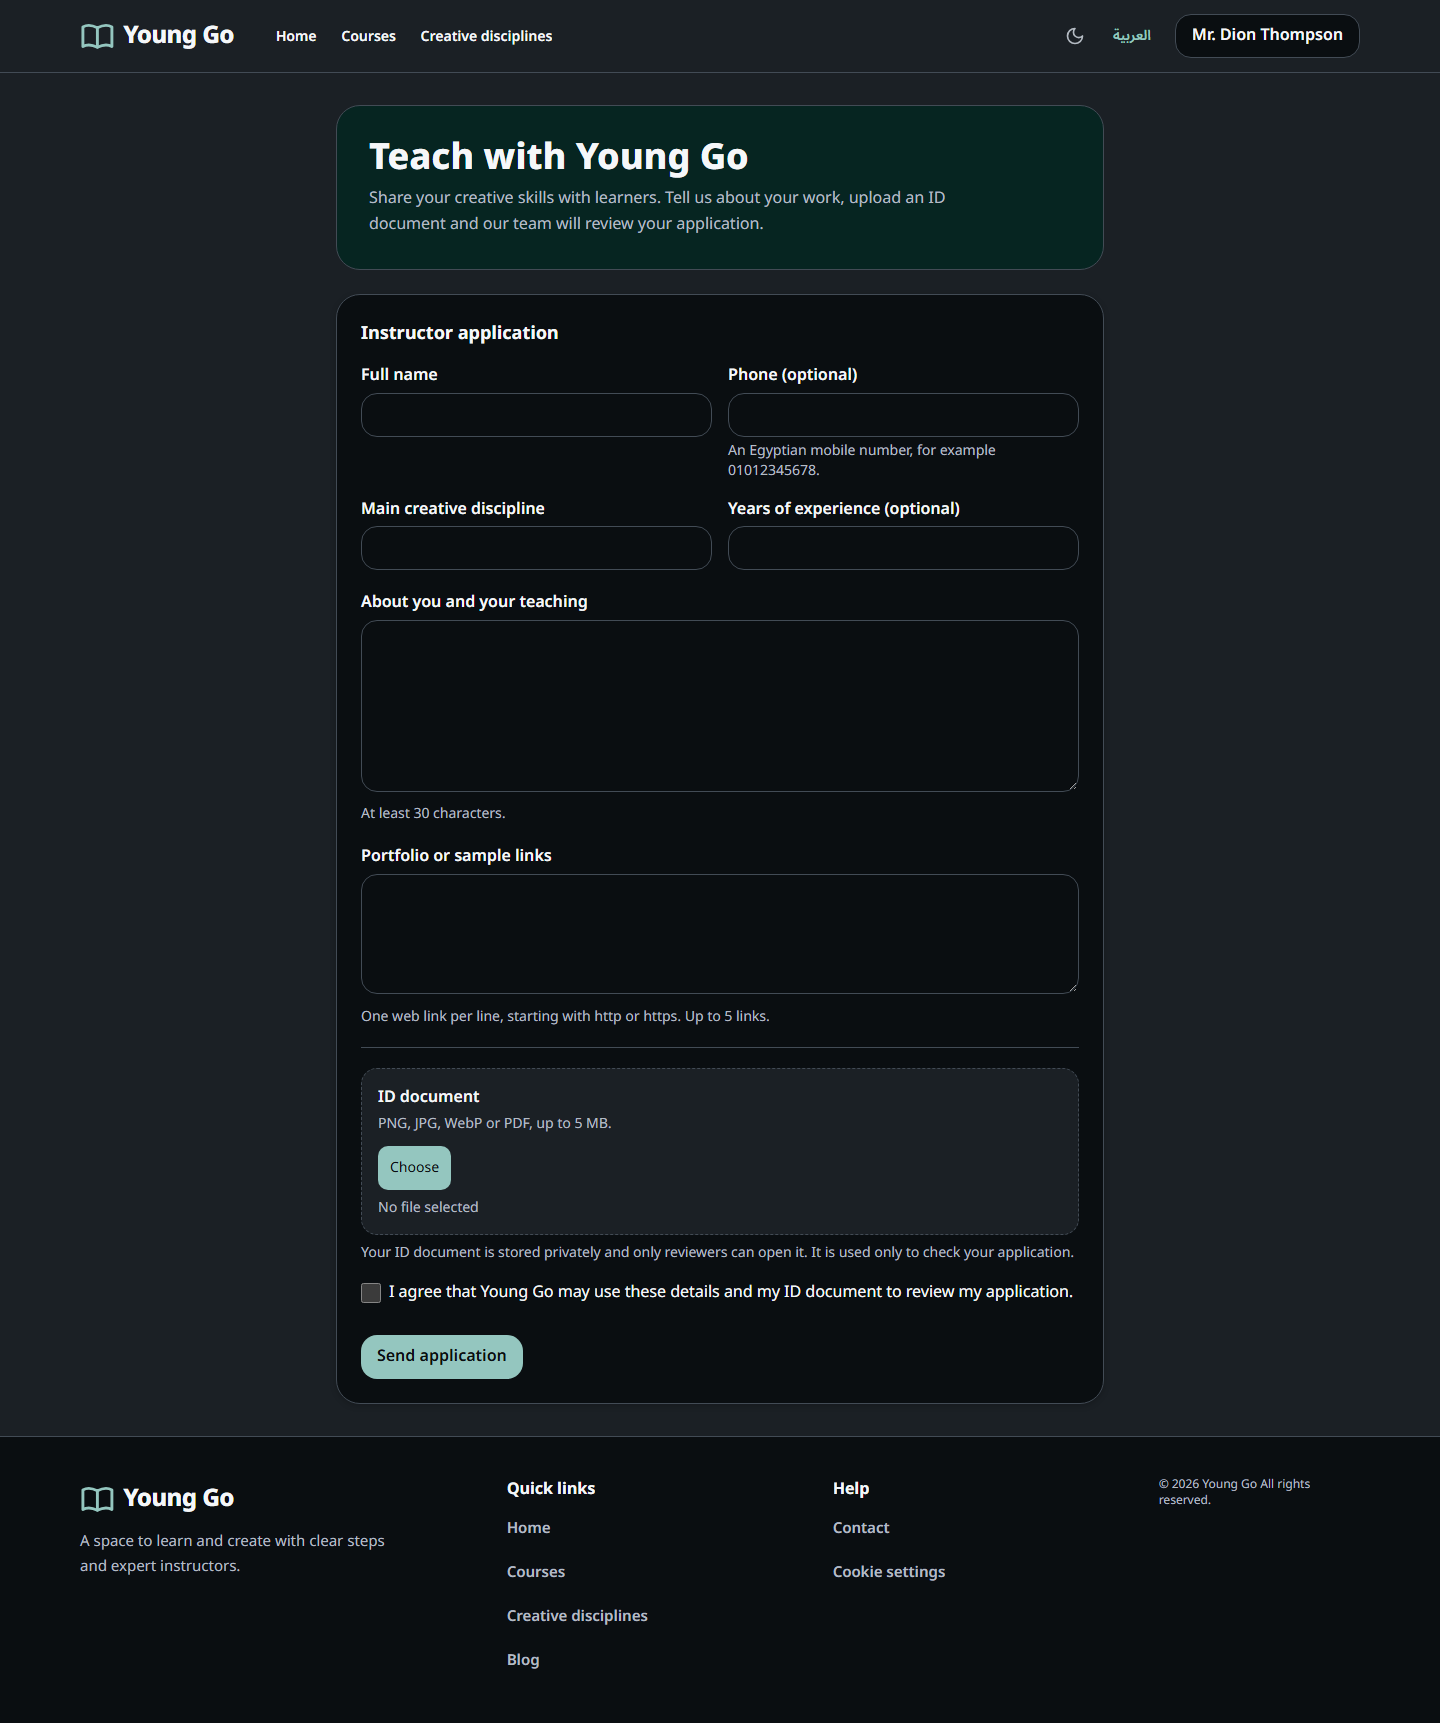 Young Go
Home
Courses
Creative disciplines
العربية
Mr. Dion Thompson
Teach with Young Go
Share your creative skills with learners. Tell us about your work, upload an ID
document and our team will review your application.
Instructor application
Full name
Phone (optional)
An Egyptian mobile number, for example
01012345678.
Main creative discipline
Years of experience (optional)
About you and your teaching
At least 30 characters.
Portfolio or sample links
One web link per line, starting with http or https. Up to 5 links.
ID document
PNG, JPG, WebP or PDF, up to 5 MB.
Choose
No file selected
Your ID document is stored privately and only reviewers can open it. It is used only to check your application.
I agree that Young Go may use these details and my ID document to review my application.
Send application
Young Go
A space to learn and create with clear steps
and expert instructors.
Quick links
Home
Courses
Creative disciplines
Blog
Help
Contact
Cookie settings
© 2026 Young Go All rights
reserved.